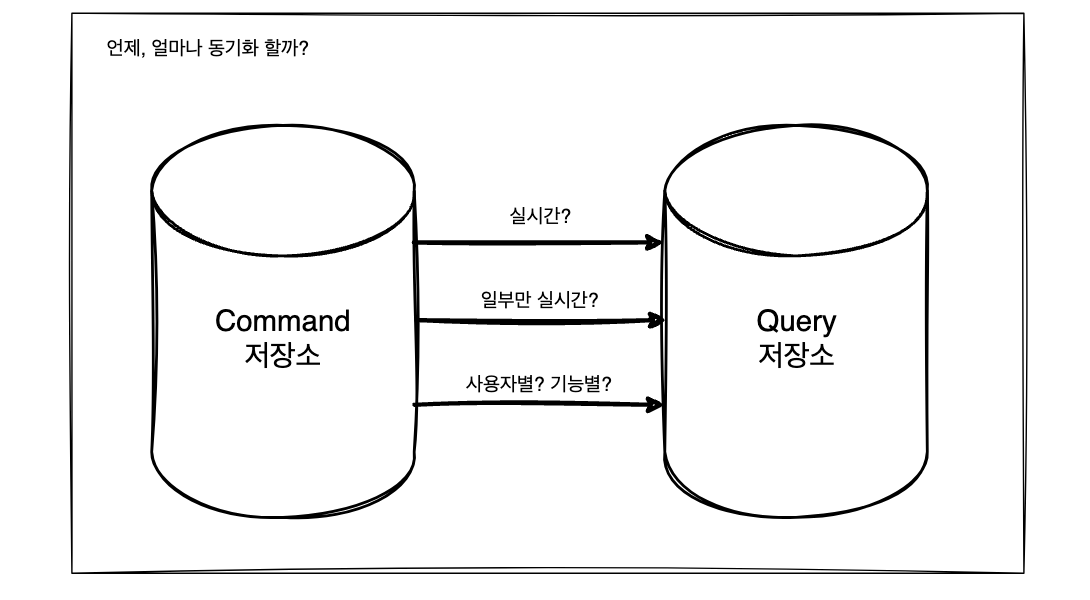 언제, 얼마나 동기화 할까?
실시간?
일부만 실시간?
Command
저장소
Query
저장소
사용자별? 기능별?